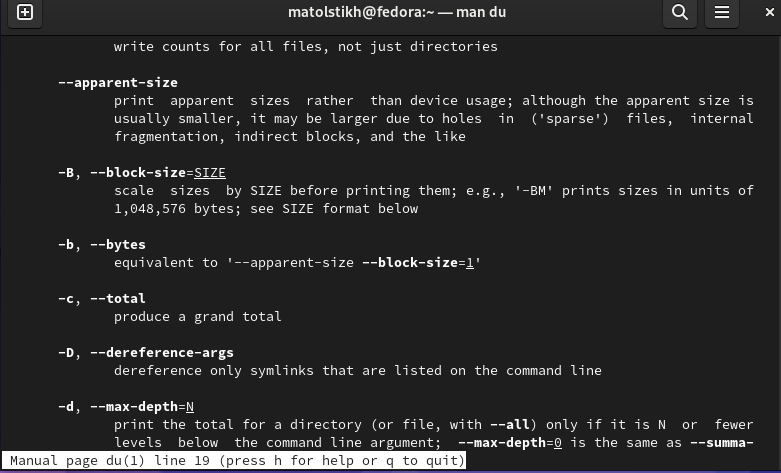 matolstikh@fedora:~ — man du
write counts for all files, not just directories
--apparent-size
print apparent sizes rather than device usage; although the apparent size is
usually smaller, it may be larger due to holes in ('sparse') files, internal
fragmentation, indirect blocks, and the like
-B, --block-size=SIZE
scale sizes by SIZE before printing them; e.g., '-BM' prints sizes in units of
1,048,576 bytes; see SIZE format below
-b, --bytes
equivalent to '--apparent-size --block-size=1'
-c, --total
produce a grand total
-D, --dereference-args
dereference only symlinks that are listed on the command line
-d, --max-depth=N
print the total for a directory (or file, with --all) only if it is N or fewer
levels below the command line argument; --max-depth=0 is the same as --summa-
Manual page du(1) line 19 (press h for help or q to quit)